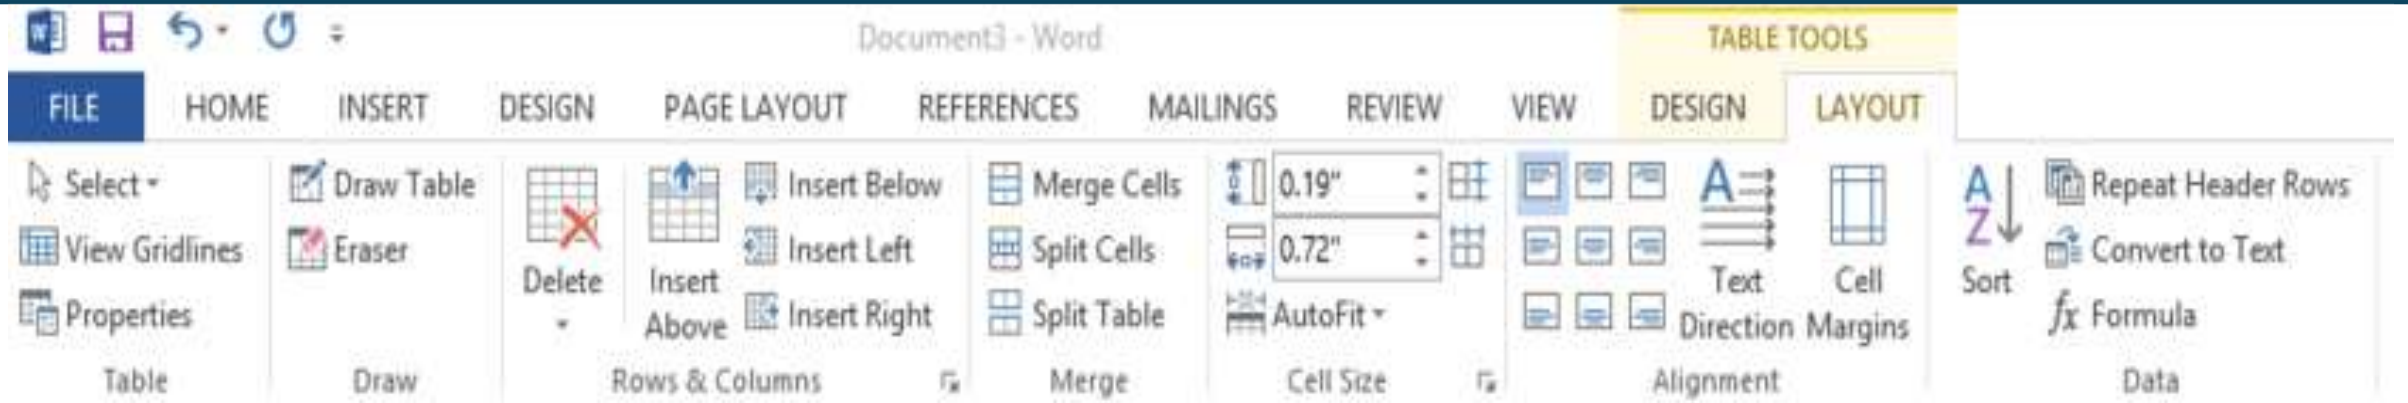 Document3 - Word
TABLE TOOLS
FILE HOME INSERT DESIGN PAGE LAYOUT REFERENCES MAILINGS REVIEW VIEW DESIGN LAYOUT
Select
View Gridlines
Properties
Table
Draw Table
Eraser
Draw
Delete
Insert
Above
Insert Below
Insert Left
Insert Right
Rows & Columns
Merge Cells
Split Cells
Split Table
Merge
0.19"
0.72"
AutoFit
Cell Size
Text
Direction
Cell
Margins
Alignment
Sort
Repeat Header Rows
Convert to Text
fx Formula
Data